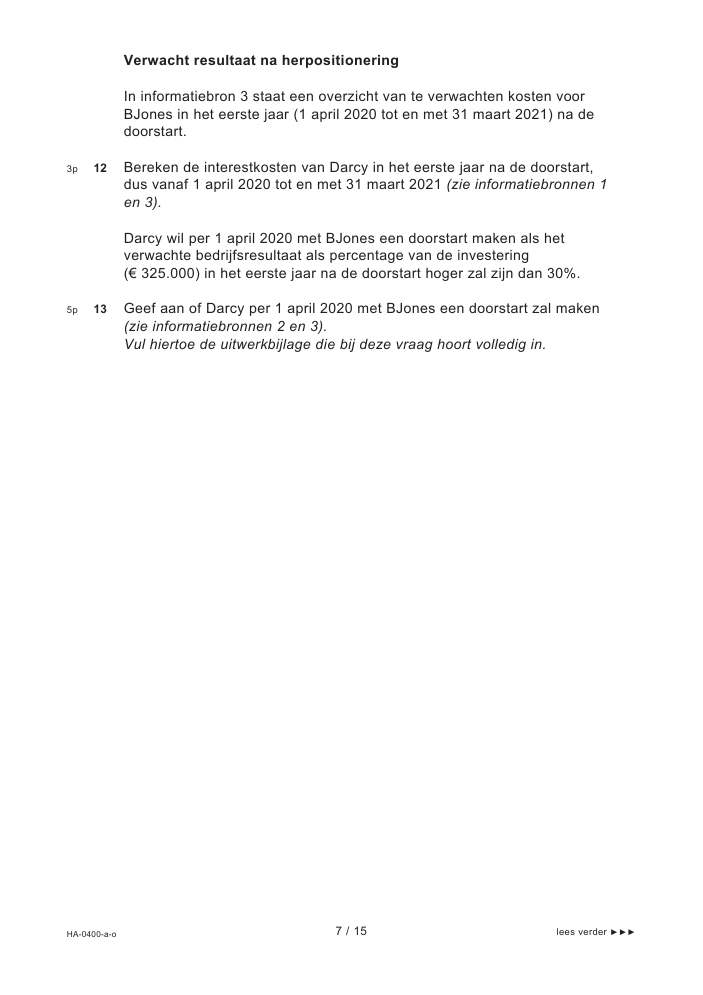 Verwacht resultaat na herpositionering
In informatiebron 3 staat een overzicht van te verwachten kosten voor
BJones in het eerste jaar (1 april 2020 tot en met 31 maart 2021) na de
doorstart.
3p 12 Bereken de interestkosten van Darcy in het eerste jaar na de doorstart,
dus vanaf 1 april 2020 tot en met 31 maart 2021 (zie informatiebronnen 1
en 3).
Darcy wil per 1 april 2020 met BJones een doorstart maken als het
verwachte bedrijfsresultaat als percentage van de investering
(€ 325.000) in het eerste jaar na de doorstart hoger zal zijn dan 30%.
5p 13 Geef aan of Darcy per 1 april 2020 met BJones een doorstart zal maken
(zie informatiebronnen 2 en 3).
Vul hiertoe de uitwerkbijlage die bij deze vraag hoort volledig in.
HA-0400-a-o 7 / 15 lees verder ►►►